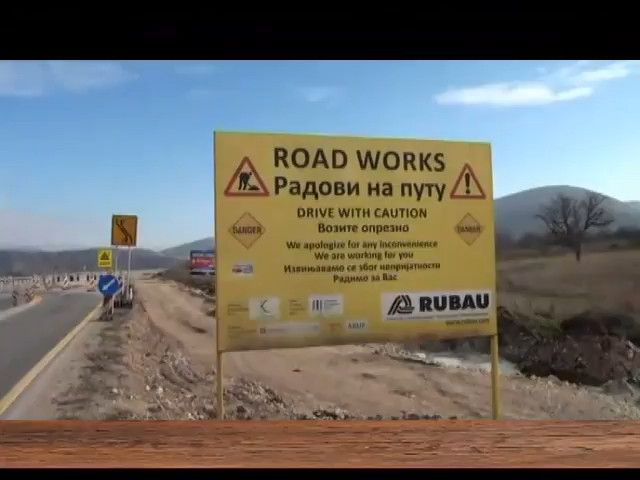 ROAD WORKS
Радови на путу
DRIVE WITH CAUTION
Возите опрезно
DANGER
DANGER
We apologize for any inconvenience
We are working for you
Извињавамо се због непријатности
Радимо за Вас
RUBAU